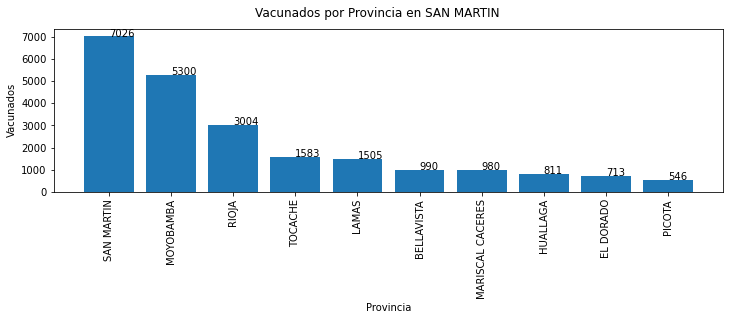 Vacunados por Provincia en SAN MARTIN
Vacunados
7000
6000
5000
4000
3000
2000
1000
0
7026
5300
3004
1583
1505
990
980
811
713
546
SAN MARTIN
MOYOBAMBA
RIOJA
TOCACHE
LAMAS
BELLAVISTA
MARISCAL CACERES
HUALLAGA
EL DORADO
PICOTA
Provincia